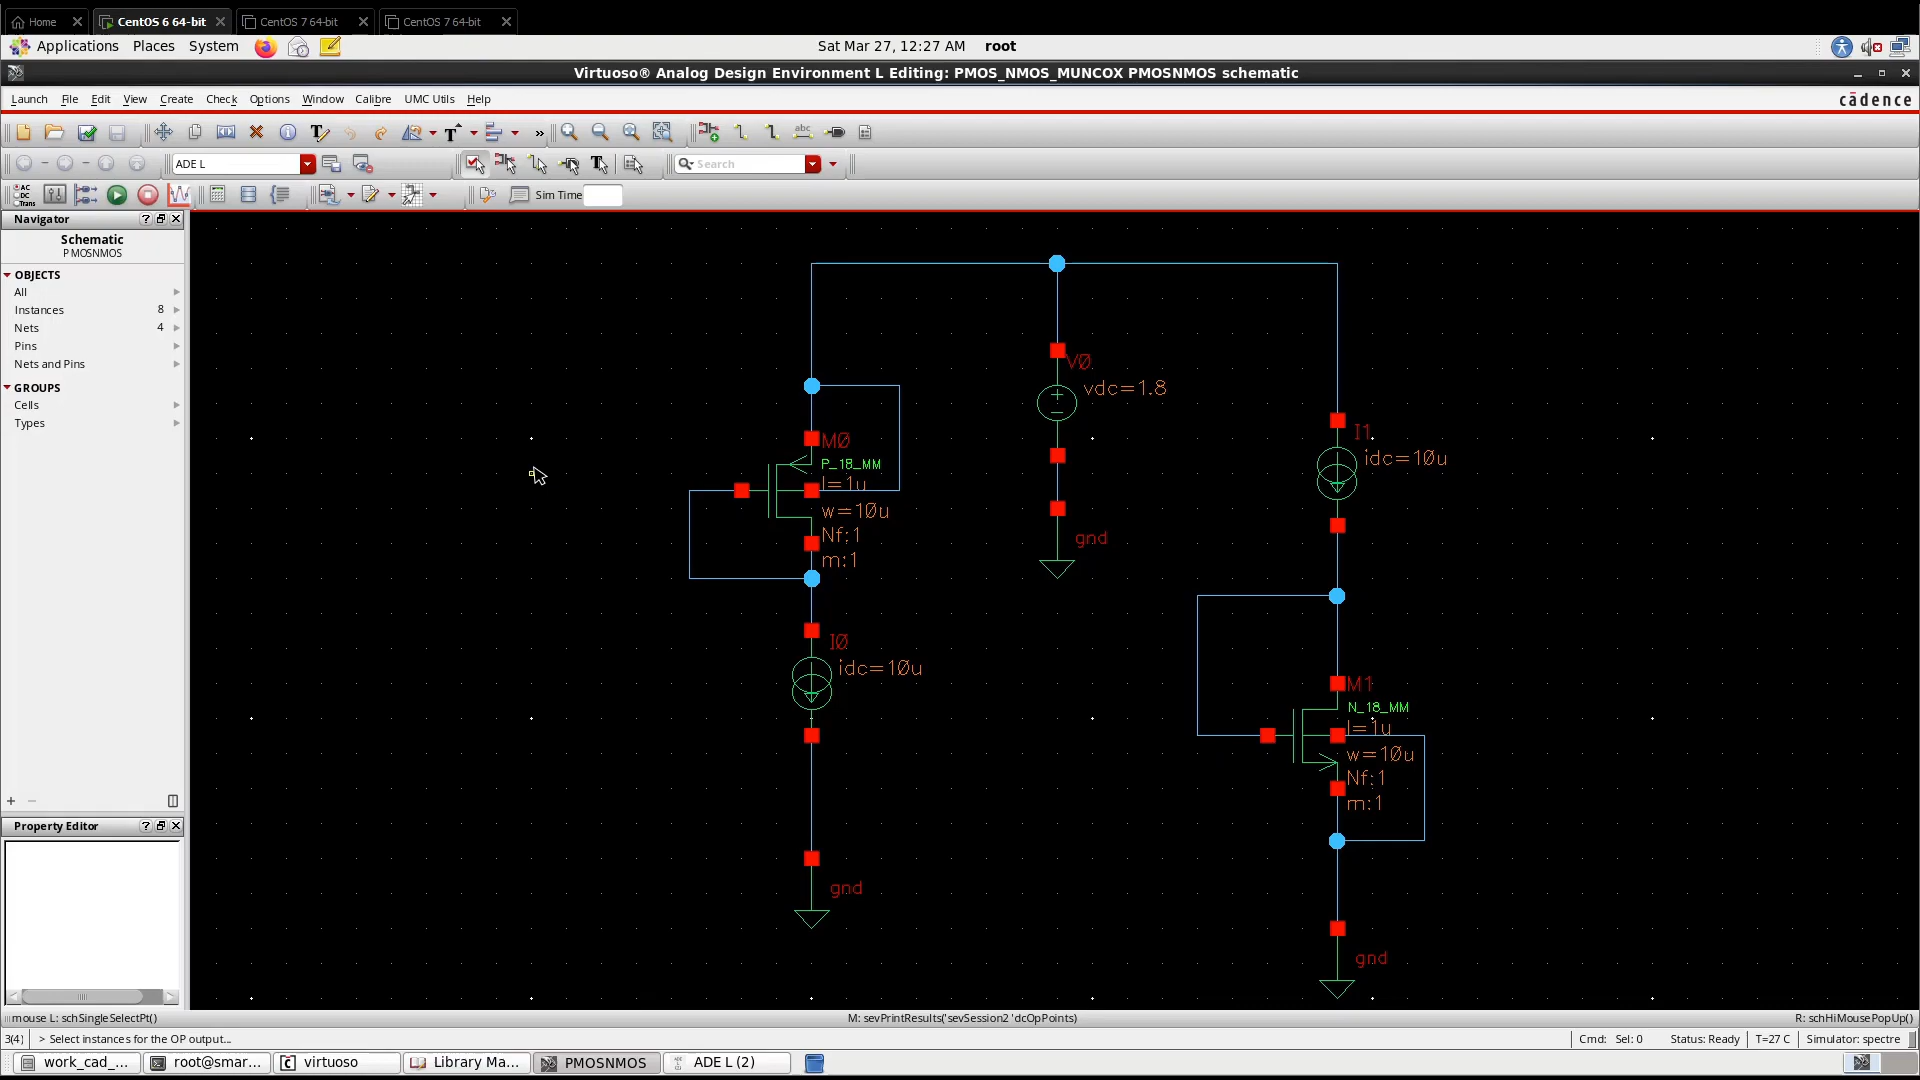 Home
CentOS 6 64-bit
CentOS 7 64-bit
CentOS 7 64-bit
Applications Places System
Sat Mar 27, 12:27 AM root
Virtuoso® Analog Design Environment L Editing: PMOS_NMOS_MUNCOX PMOSNMOS schematic
Launch File Edit View Create Check Options Window Calibre UMC Utils Help
cādence
abc
ADE L
Search
AC
DC
Trans
Sim Time
Navigator
Schematic
PMOSNMOS
OBJECTS
All
Instances 8
Nets 4
Pins
Nets and Pins
GROUPS
Cells
Types
Property Editor
V0
vdc=1.8
gnd
M0
P_18_MM
l=1u
w=10u
Nf:1
m:1
I0
idc=10u
gnd
I1
idc=10u
M1
N_18_MM
l=1u
w=10u
Nf:1
m:1
gnd
mouse L: schSingleSelectPt()
M: sevPrintResults('sevSession2 'dcOpPoints)
R: schHiMousePopUp()
3(4) > Select instances for the OP output...
Cmd: Sel: 0 Status: Ready T=27 C Simulator: spectre
work_cad_...
root@smar...
virtuoso
Library Ma...
PMOSNMOS
ADE L (2)